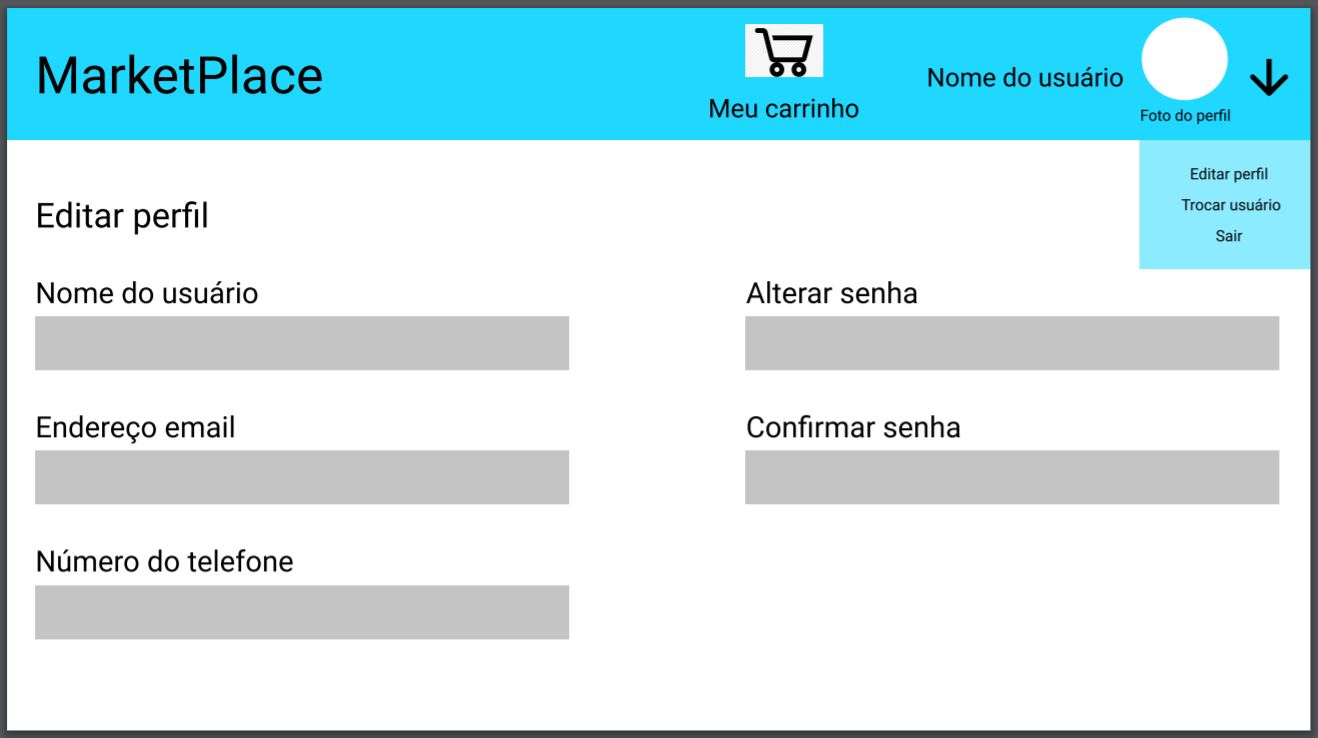 MarketPlace
Meu carrinho
Nome do usuário
Foto do perfil
Editar perfil
Trocar usuário
Sair
Editar perfil
Nome do usuário
Alterar senha
Endereço email
Confirmar senha
Número do telefone